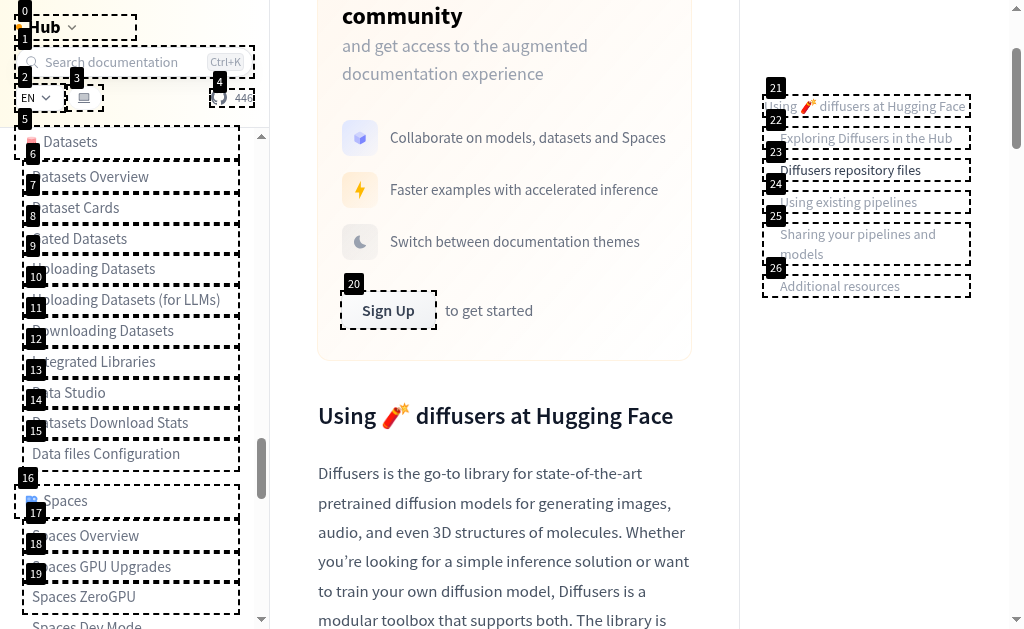 0
Hub
1
Search documentation Ctrl+K
2
3
4
EN
446
5
Datasets
6
Datasets Overview
7
Dataset Cards
8
Gated Datasets
9
Uploading Datasets
10
Uploading Datasets (for LLMs)
11
Downloading Datasets
12
Integrated Libraries
13
Data Studio
14
Datasets Download Stats
15
Data files Configuration
16
Spaces
17
Spaces Overview
18
Spaces GPU Upgrades
19
Spaces ZeroGPU
Spaces Dev Mode
community
and get access to the augmented
documentation experience
Collaborate on models, datasets and Spaces
Faster examples with accelerated inference
Switch between documentation themes
20
Sign Up to get started
Using 🧨 diffusers at Hugging Face
Diffusers is the go-to library for state-of-the-art
pretrained diffusion models for generating images,
audio, and even 3D structures of molecules. Whether
you’re looking for a simple inference solution or want
to train your own diffusion model, Diffusers is a
modular toolbox that supports both. The library is
21
Using 🧨 diffusers at Hugging Face
22
Exploring Diffusers in the Hub
23
Diffusers repository files
24
Using existing pipelines
25
Sharing your pipelines and
models
26
Additional resources